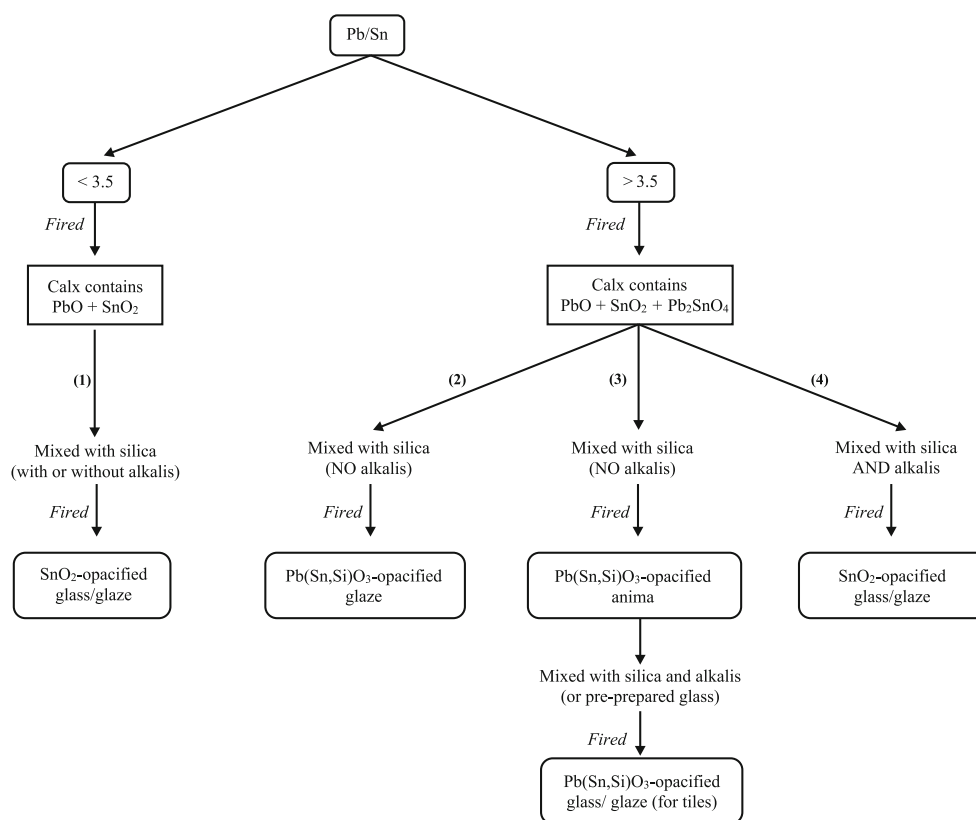 Pb/Sn
< 3.5
> 3.5
Fired
Fired
Calx contains
PbO + SnO₂
Calx contains
PbO + SnO₂ + Pb₂SnO₄
(1)
(2)
(3)
(4)
Mixed with silica
(with or without alkalis)
Mixed with silica
(NO alkalis)
Mixed with silica
(NO alkalis)
Mixed with silica
AND alkalis
Fired
Fired
Fired
Fired
SnO₂-opacified
glass/glaze
Pb(Sn,Si)O₃-opacified
glaze
Pb(Sn,Si)O₃-opacified
anima
SnO₂-opacified
glass/glaze
Mixed with silica and alkalis
(or pre-prepared glass)
Fired
Pb(Sn,Si)O₃-opacified
glass/ glaze (for tiles)